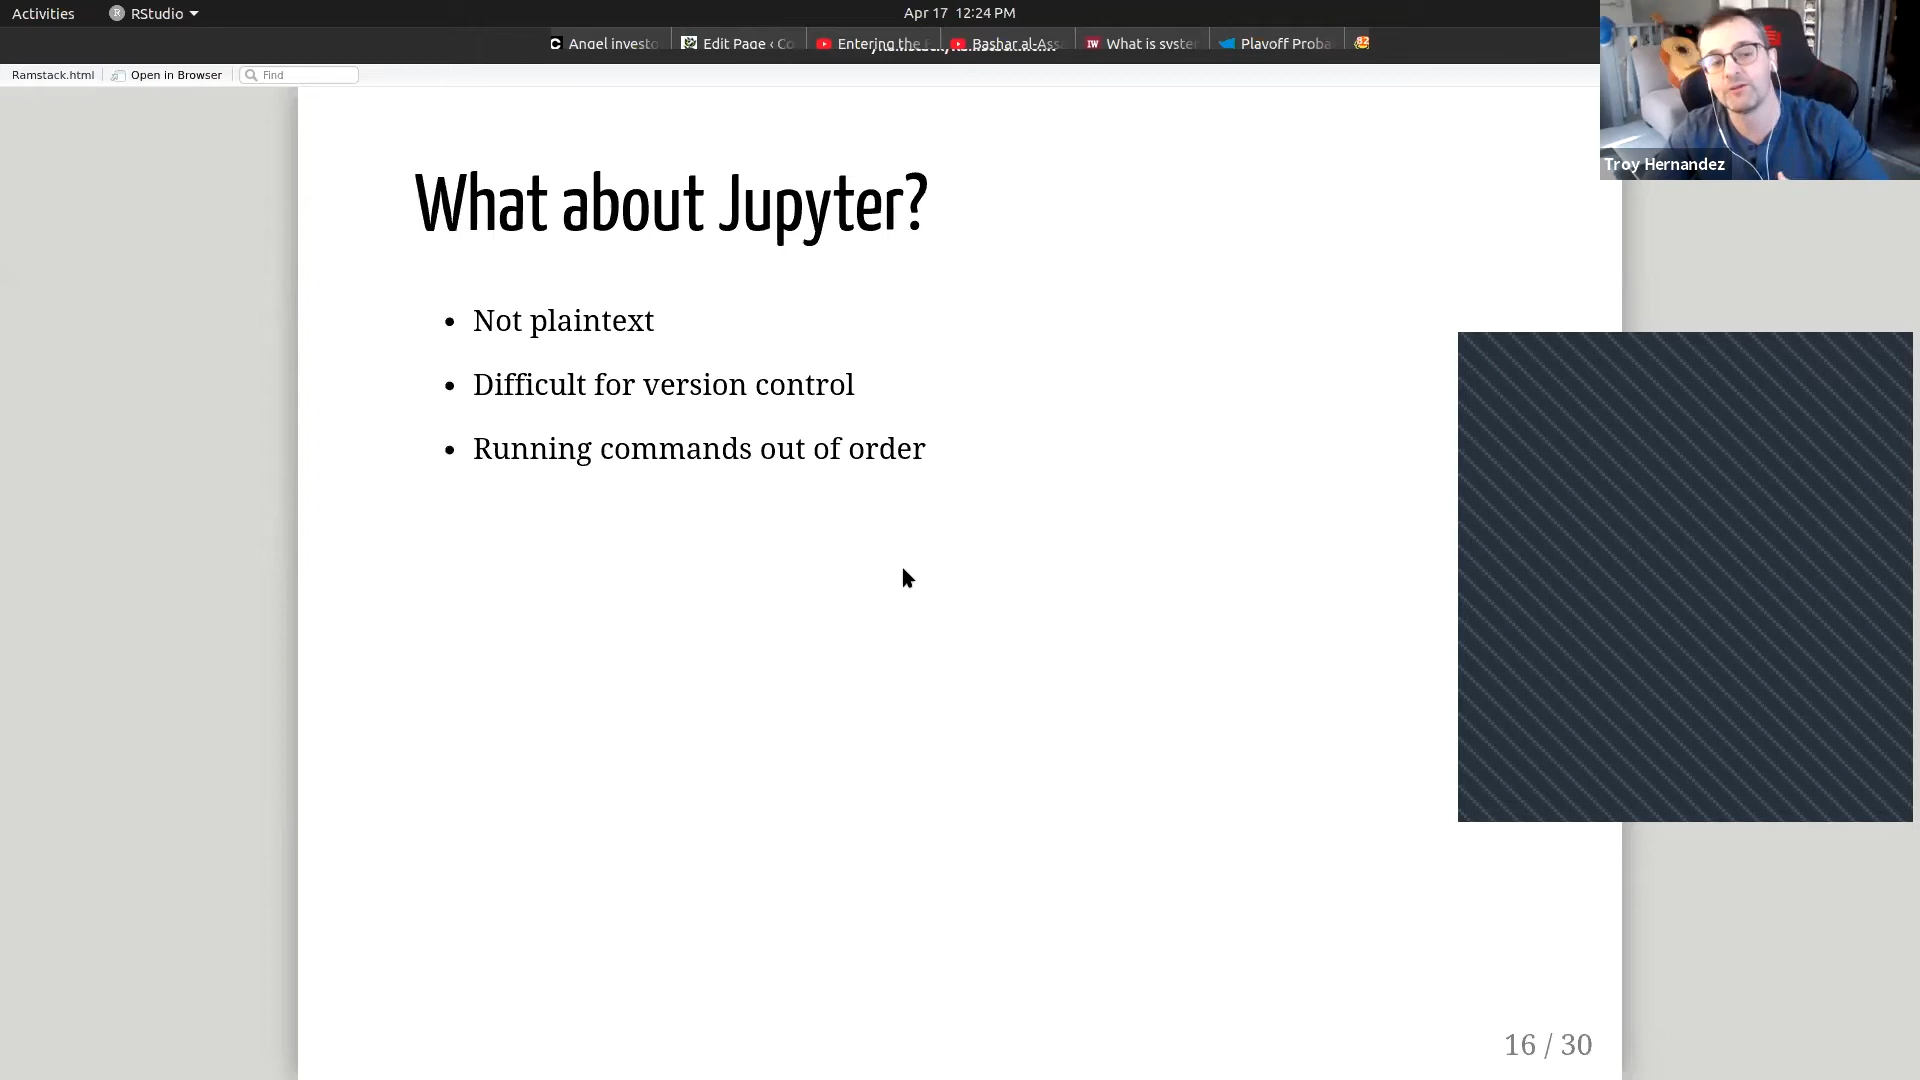 Activities
RStudio
Apr 17 12:24 PM
Angel investo
Edit Page ‹ Co
Entering the
Bashar al-Ass
What is syste
Playoff Proba
Ramstack.html
Open in Browser
Find
Troy Hernandez
What about Jupyter?
• Not plaintext
• Difficult for version control
• Running commands out of order
16 / 30